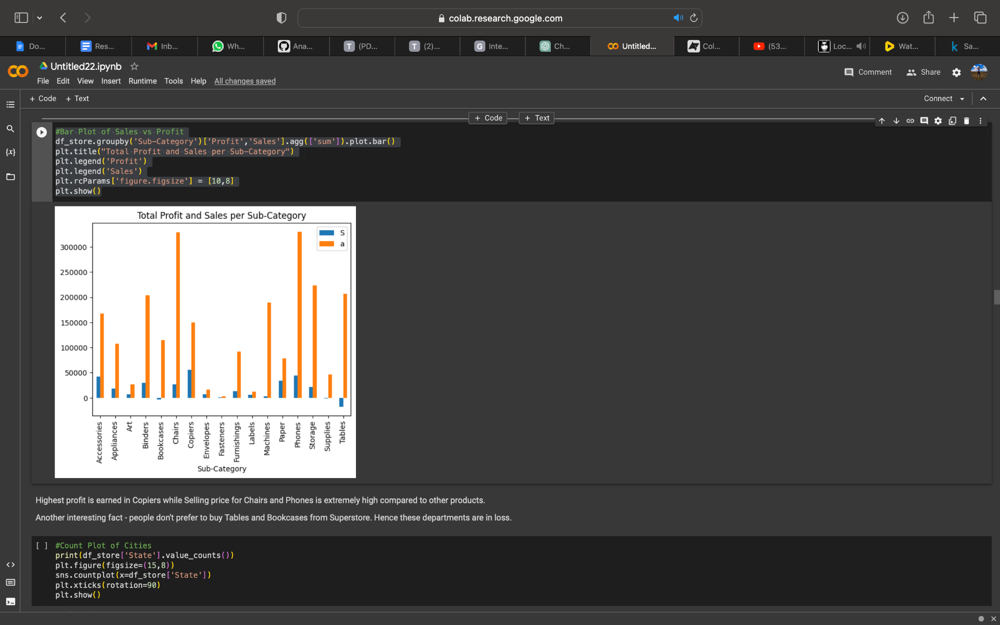 colab.research.google.com
Do...
Res...
Inb...
Wh...
Ana...
T (PD...
T (2)...
G Inte...
Ch...
Untitled...
Col...
(53...
Loc...
Wat...
k Sa...
Untitled22.ipynb
Comment
Share
File Edit View Insert Runtime Tools Help All changes saved
+ Code + Text
Connect
+ Code + Text
{x}
#Bar Plot of Sales vs Profit
df_store.groupby('Sub-Category')['Profit','Sales'].agg(['sum']).plot.bar()
plt.title("Total Profit and Sales per Sub-Category")
plt.legend('Profit')
plt.legend('Sales')
plt.rcParams['figure.figsize'] = [10,8]
plt.show()
Total Profit and Sales per Sub-Category
S
a
300000
250000
200000
150000
100000
50000
0
Accessories
Appliances
Art
Binders
Bookcases
Chairs
Copiers
Envelopes
Fasteners
Furnishings
Labels
Machines
Paper
Phones
Storage
Supplies
Tables
Sub-Category
Highest profit is earned in Copiers while Selling price for Chairs and Phones is extremely high compared to other products.
Another interesting fact - people don't prefer to buy Tables and Bookcases from Superstore. Hence these departments are in loss.
[ ] #Count Plot of Cities
print(df_store['State'].value_counts())
plt.figure(figsize=(15,8))
sns.countplot(x=df_store['State'])
plt.xticks(rotation=90)
plt.show()